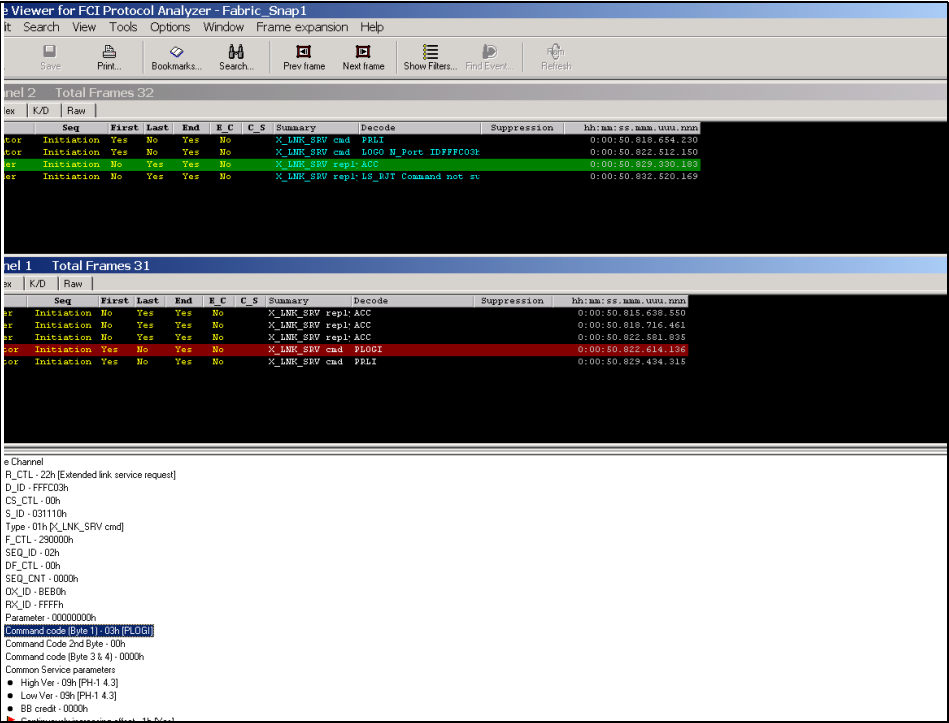 e Viewer for FCI Protocol Analyzer - Fabric_Snap1
it Search View Tools Options Window Frame expansion Help
Save Print... Bookmarks... Search... Prev frame Next frame Show Filters... Find Event... Refresh
nnel 2 Total Frames 32
lex K/D Raw
Seq First Last End E_C C_S Summary Decode Suppression hh:mm:ss.mmm.uuu.nnn
tor Initiation Yes No Yes No X_LNK_SRV cmd PRLI 0:00:50.818.654.230
tor Initiation Yes No Yes No X_LNK_SRV cmd LOGO N_Port IDFFFC03h 0:00:50.822.512.150
der Initiation No Yes Yes No X_LNK_SRV repl ACC 0:00:50.829.330.183
der Initiation No Yes Yes No X_LNK_SRV repl LS_RJT Command not su 0:00:50.832.520.169
nel 1 Total Frames 31
ex K/D Raw
Seq First Last End E_C C_S Summary Decode Suppression hh:mm:ss.mmm.uuu.nnn
er Initiation No Yes Yes No X_LNK_SRV repl ACC 0:00:50.815.638.550
er Initiation No Yes Yes No X_LNK_SRV repl ACC 0:00:50.818.716.461
er Initiation No Yes Yes No X_LNK_SRV repl ACC 0:00:50.822.581.835
tor Initiation Yes No Yes No X_LNK_SRV cmd PLOGI 0:00:50.822.614.136
tor Initiation Yes No Yes No X_LNK_SRV cmd PRLI 0:00:50.829.434.315
e Channel
R_CTL - 22h [Extended link service request]
D_ID - FFFC03h
CS_CTL - 00h
S_ID - 031110h
Type - 01h [X_LNK_SRV cmd]
F_CTL - 290000h
SEQ_ID - 02h
DF_CTL - 00h
SEQ_CNT - 0000h
OX_ID - BEB0h
RX_ID - FFFFh
Parameter - 00000000h
Command code (Byte 1) - 03h [PLOGI]
Command Code 2nd Byte - 00h
Command code (Byte 3 & 4) - 0000h
Common Service parameters
High Ver - 09h [PH-1 4.3]
Low Ver - 09h [PH-1 4.3]
BB credit - 0000h
Continuously increasing offset - 1h [Yes]